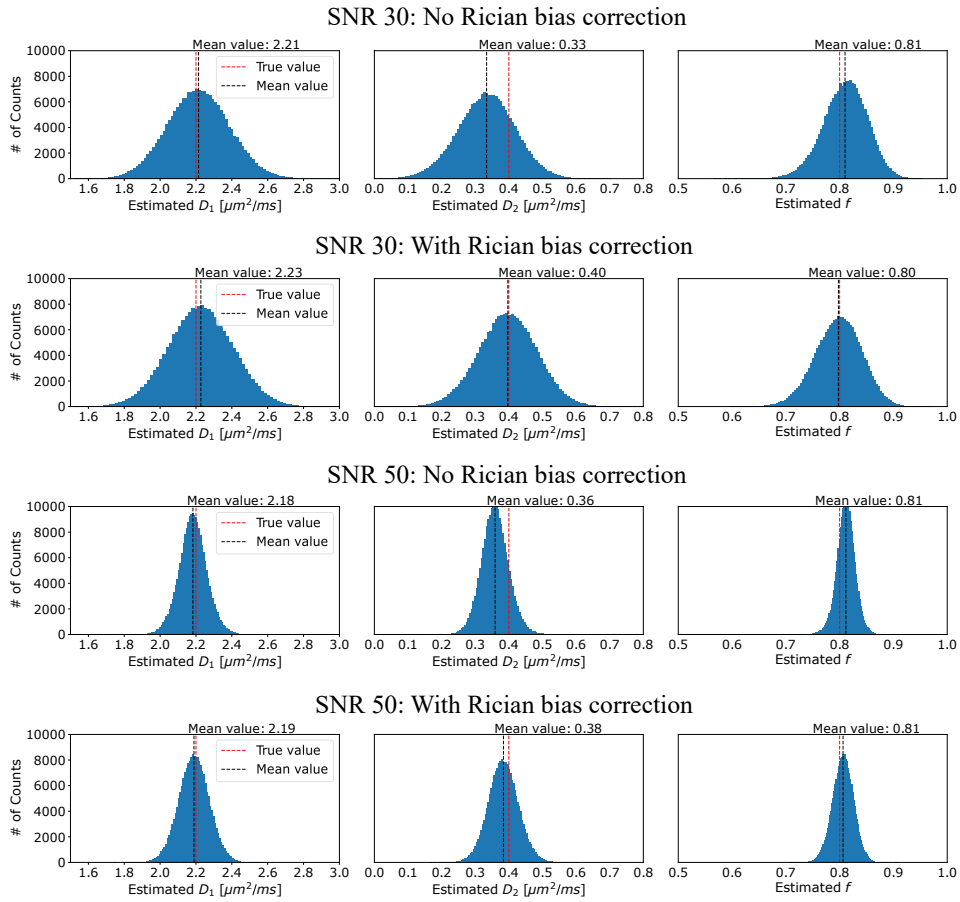 SNR 30: No Rician bias correction
Mean value: 2.21 Mean value: 0.33 Mean value: 0.81
10000
8000
6000
4000
2000
0
# of Counts
True value
Mean value
1.6 1.8 2.0 2.2 2.4 2.6 2.8 3.0 0.0 0.1 0.2 0.3 0.4 0.5 0.6 0.7 0.8 0.5 0.6 0.7 0.8 0.9 1.0
Estimated D₁ [μm²/ms] Estimated D₂ [μm²/ms] Estimated f
SNR 30: With Rician bias correction
Mean value: 2.23 Mean value: 0.40 Mean value: 0.80
10000
8000
6000
4000
2000
0
# of Counts
True value
Mean value
1.6 1.8 2.0 2.2 2.4 2.6 2.8 3.0 0.0 0.1 0.2 0.3 0.4 0.5 0.6 0.7 0.8 0.5 0.6 0.7 0.8 0.9 1.0
Estimated D₁ [μm²/ms] Estimated D₂ [μm²/ms] Estimated f
SNR 50: No Rician bias correction
Mean value: 2.18 Mean value: 0.36 Mean value: 0.81
10000
8000
6000
4000
2000
0
# of Counts
True value
Mean value
1.6 1.8 2.0 2.2 2.4 2.6 2.8 3.0 0.0 0.1 0.2 0.3 0.4 0.5 0.6 0.7 0.8 0.5 0.6 0.7 0.8 0.9 1.0
Estimated D₁ [μm²/ms] Estimated D₂ [μm²/ms] Estimated f
SNR 50: With Rician bias correction
Mean value: 2.19 Mean value: 0.38 Mean value: 0.81
10000
8000
6000
4000
2000
0
# of Counts
True value
Mean value
1.6 1.8 2.0 2.2 2.4 2.6 2.8 3.0 0.0 0.1 0.2 0.3 0.4 0.5 0.6 0.7 0.8 0.5 0.6 0.7 0.8 0.9 1.0
Estimated D₁ [μm²/ms] Estimated D₂ [μm²/ms] Estimated f